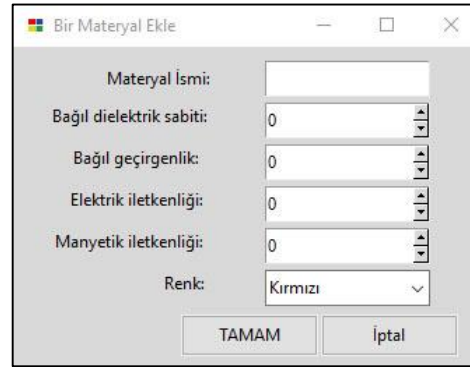 Bir Materyal Ekle
Materyal İsmi:
Bağıl dielektrik sabiti: 0
Bağıl geçirgenlik: 0
Elektrik iletkenliği: 0
Manyetik iletkenliği: 0
Renk: Kırmızı
TAMAM İptal